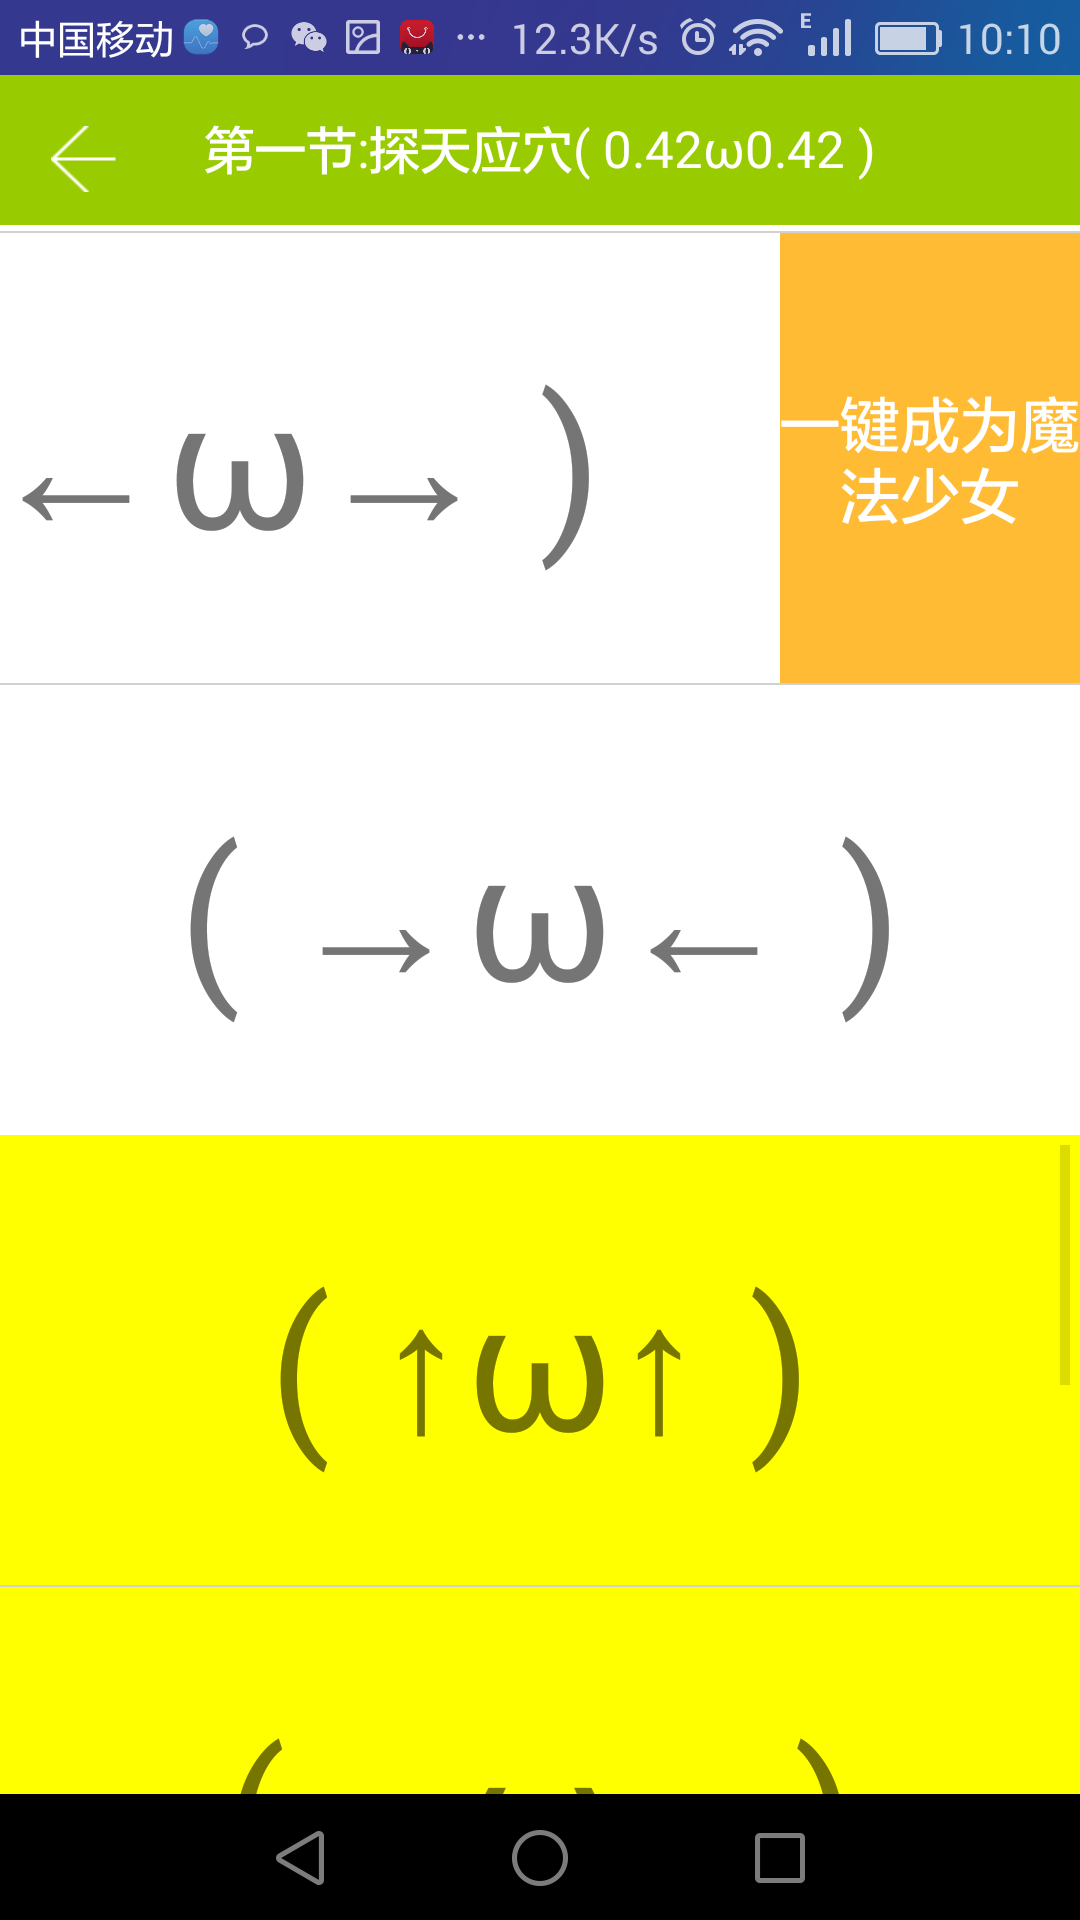 中国移动 ··· 12.3K/s E 10:10
第一节:探天应穴( 0.42ω0.42 )
←ω→ )
一键成为魔
法少女
( →ω← )
( ↑ω↑ )
( ω )